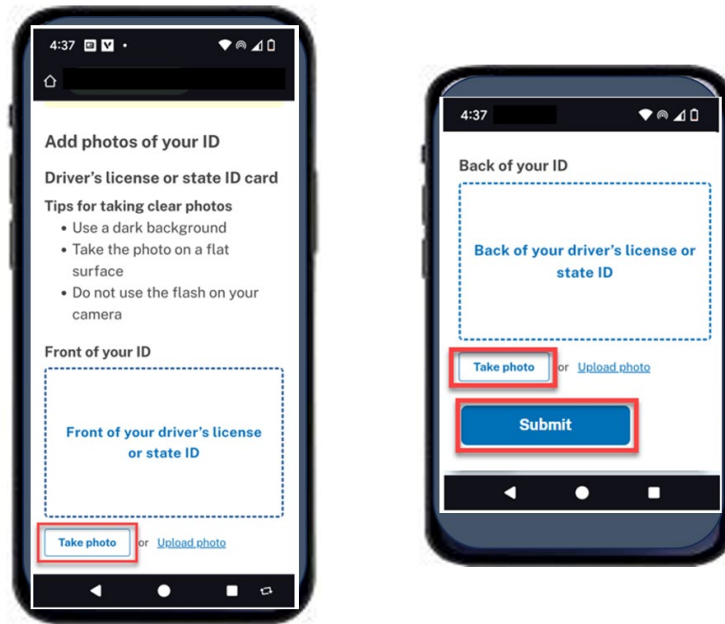 4:37
Add photos of your ID
Driver's license or state ID card
Tips for taking clear photos
• Use a dark background
• Take the photo on a flat
surface
• Do not use the flash on your
camera
Front of your ID
Front of your driver's license
or state ID
Take photo or Upload photo
4:37
Back of your ID
Back of your driver's license or
state ID
Take photo or Upload photo
Submit